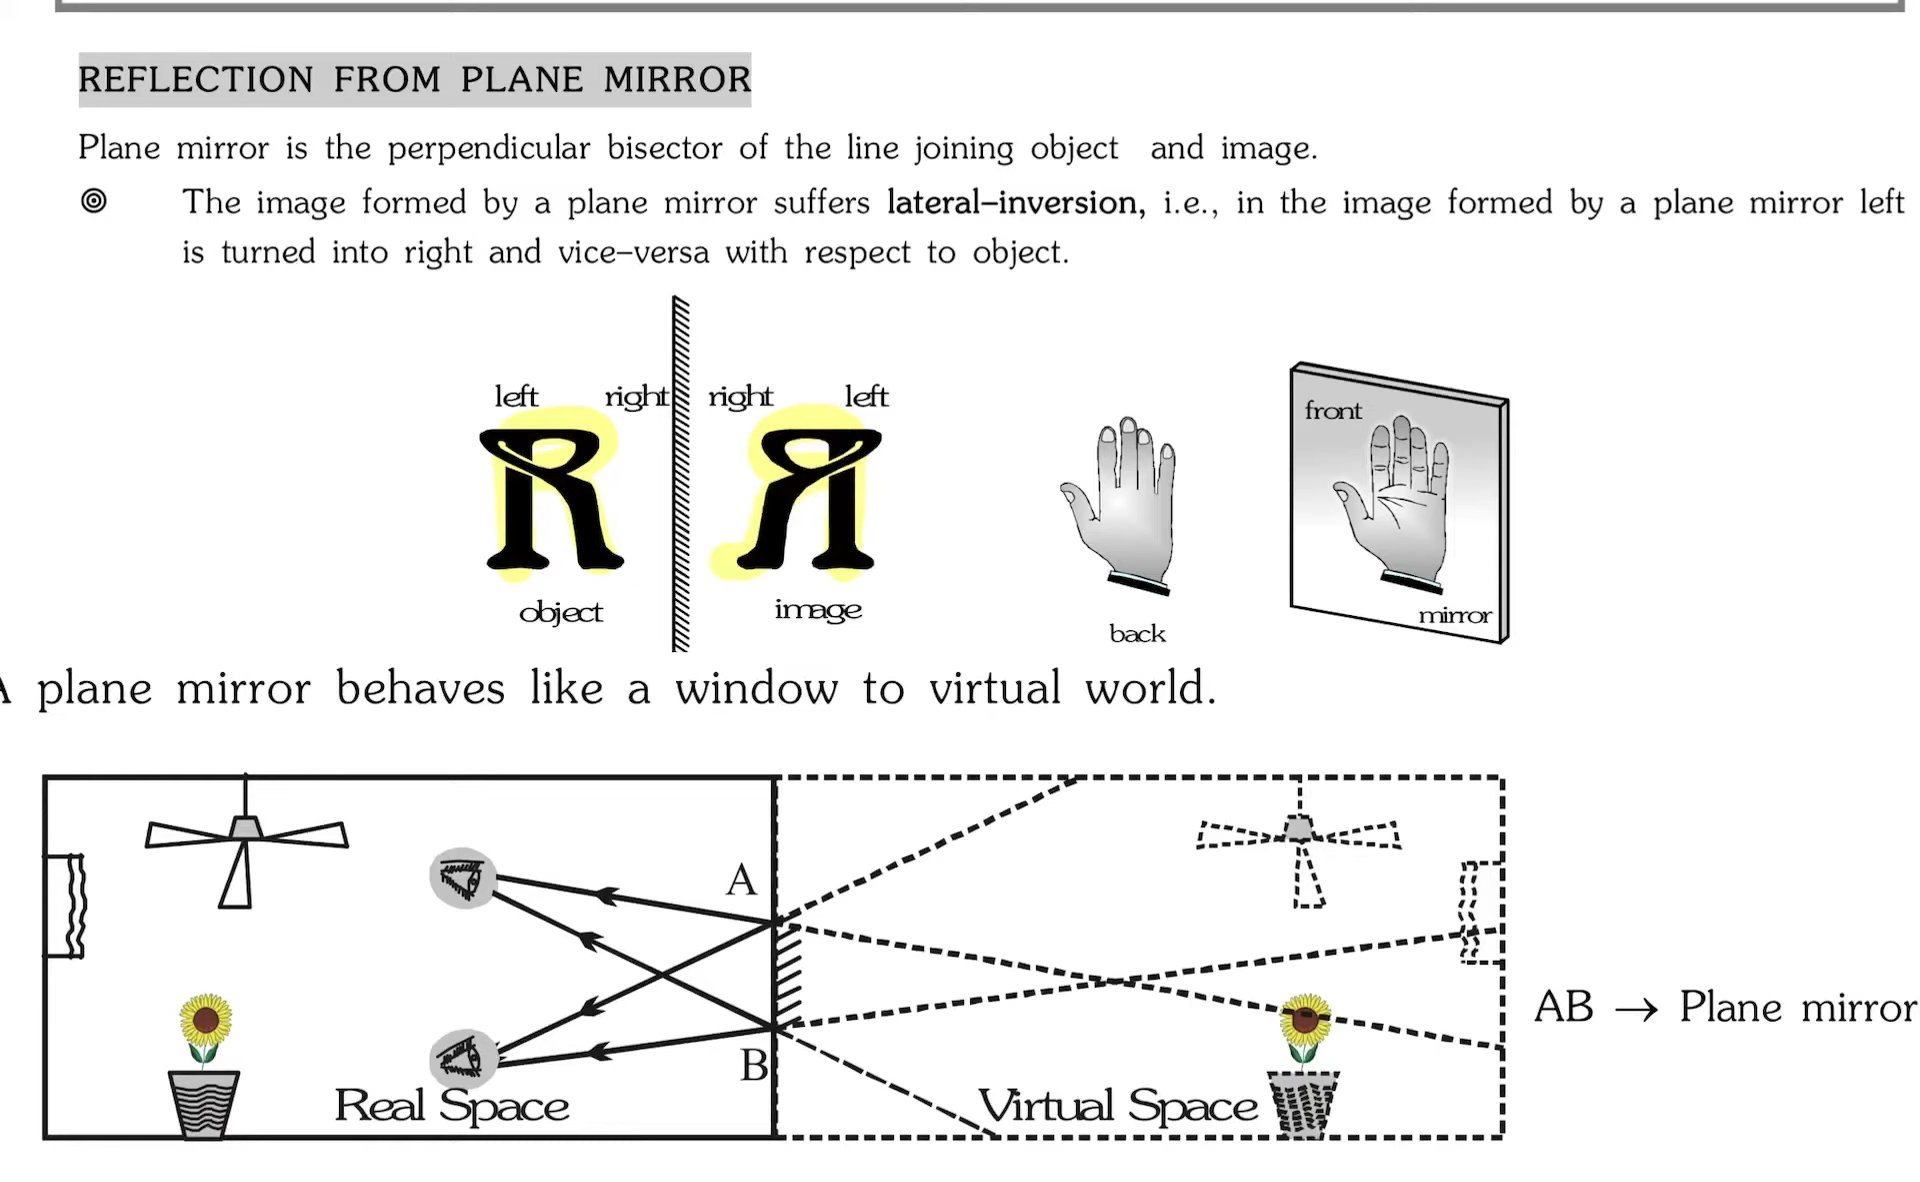 REFLECTION FROM PLANE MIRROR
Plane mirror is the perpendicular bisector of the line joining object and image.
The image formed by a plane mirror suffers lateral–inversion, i.e., in the image formed by a plane mirror left
is turned into right and vice–versa with respect to object.
left right right left
R R
object image
back
front
mirror
A plane mirror behaves like a window to virtual world.
A
B
Real Space
Virtual Space
AB → Plane mirror